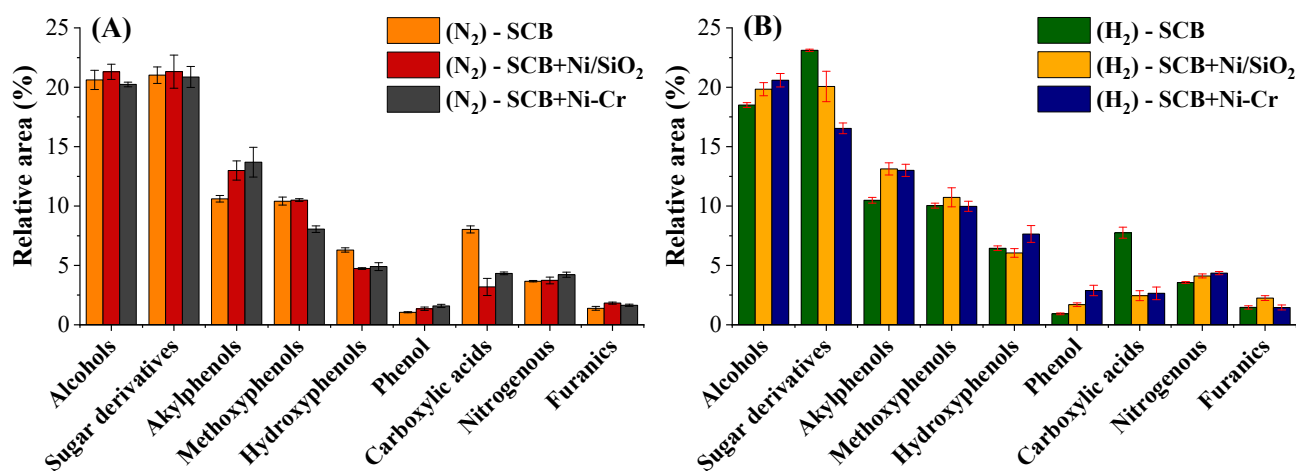 (A)
(N₂) - SCB
(N₂) - SCB+Ni/SiO₂
(N₂) - SCB+Ni-Cr
Relative area (%)
25
20
15
10
5
0
Alcohols
Sugar derivatives
Akylphenols
Methoxyphenols
Hydroxyphenols
Phenol
Carboxylic acids
Nitrogenous
Furanics
(B)
(H₂) - SCB
(H₂) - SCB+Ni/SiO₂
(H₂) - SCB+Ni-Cr
Relative area (%)
25
20
15
10
5
0
Alcohols
Sugar derivatives
Akylphenols
Methoxyphenols
Hydroxyphenols
Phenol
Carboxylic acids
Nitrogenous
Furanics